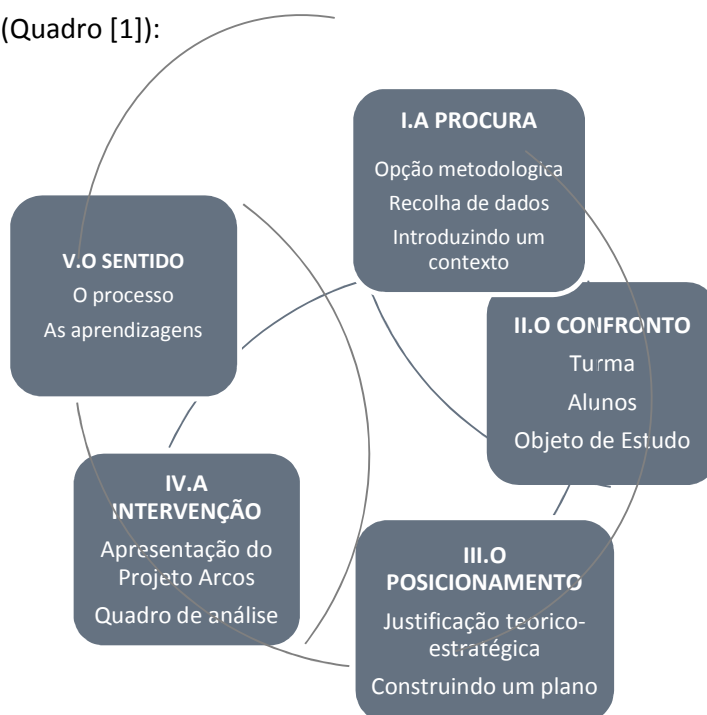 (Quadro [1]):
I.A PROCURA
Opção metodologica
Recolha de dados
Introduzindo um
contexto
II.O CONFRONTO
Turma
Alunos
Objeto de Estudo
III.O
POSICIONAMENTO
Justificação teorico-
estratégica
Construindo um plano
IV.A
INTERVENÇÃO
Apresentação do
Projeto Arcos
Quadro de análise
V.O SENTIDO
O processo
As aprendizagens